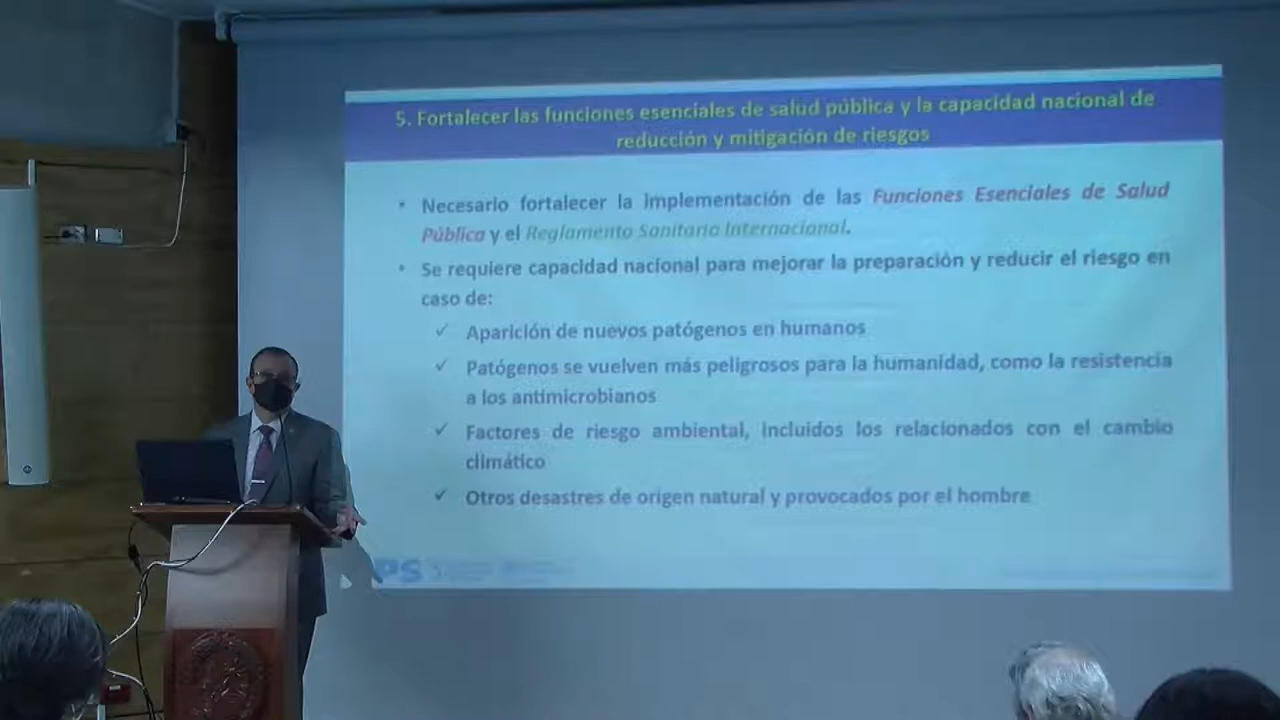 5. Fortalecer las funciones esenciales de salud pública y la capacidad nacional de
reducción y mitigación de riesgos
• Necesario fortalecer la implementación de las Funciones Esenciales de Salud
Pública y el Reglamento Sanitario Internacional.
• Se requiere capacidad nacional para mejorar la preparación y reducir el riesgo en
caso de:
✓ Aparición de nuevos patógenos en humanos
✓ Patógenos se vuelven más peligrosos para la humanidad, como la resistencia
a los antimicrobianos
✓ Factores de riesgo ambiental, incluidos los relacionados con el cambio
climático
✓ Otros desastres de origen natural y provocados por el hombre
PS